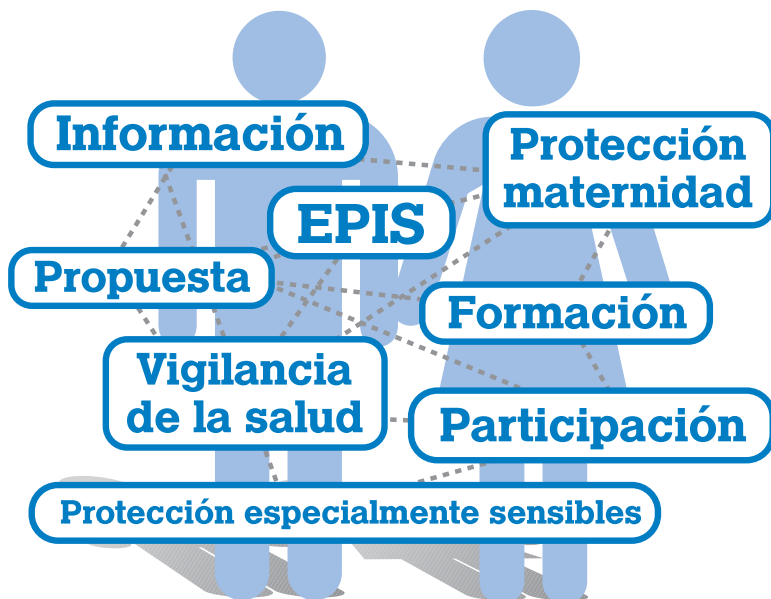 Información
Protección
maternidad
EPIS
Propuesta
Formación
Vigilancia
de la salud
Participación
Protección especialmente sensibles